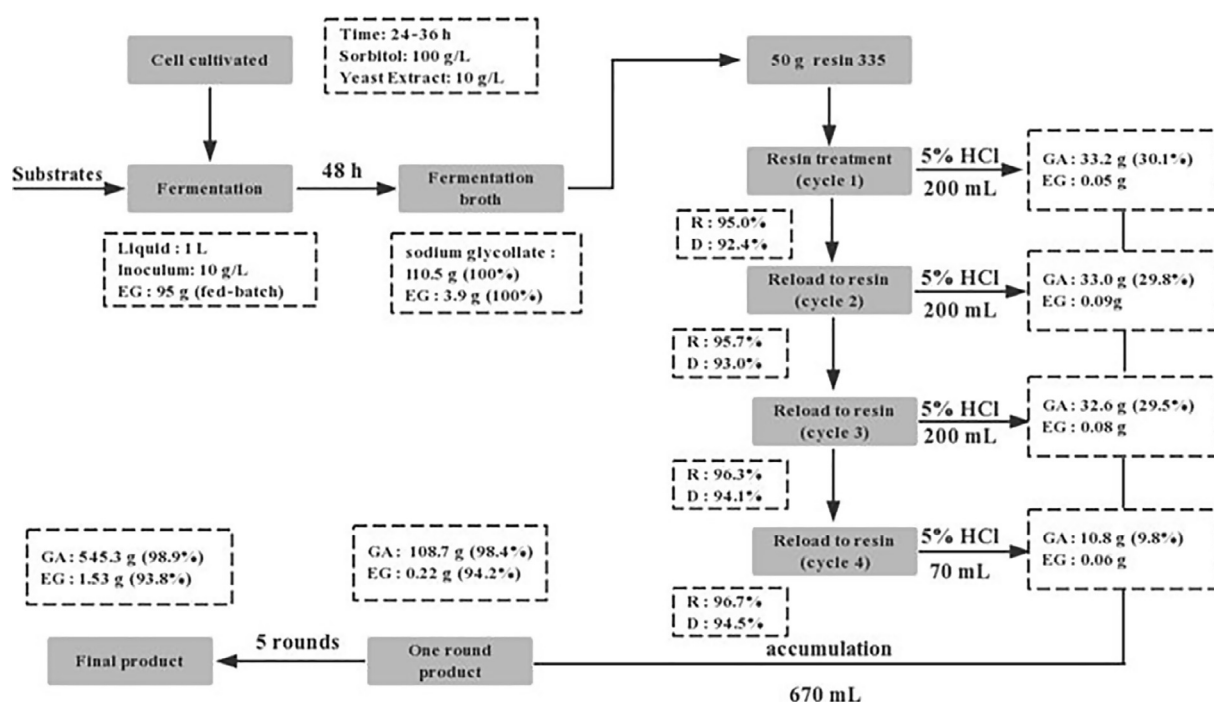 Cell cultivated
Time: 24-36 h
Sorbitol: 100 g/L
Yeast Extract: 10 g/L
50 g resin 335
Substrates
Fermentation
48 h
Fermentation
broth
Liquid : 1 L
Inoculum: 10 g/L
EG: 95 g (fed-batch)
sodium glycollate :
110.5 g (100%)
EG: 3.9 g (100%)
Resin treatment
(cycle 1)
5% HCl
200 mL
GA : 33.2 g (30.1%)
EG : 0.05 g
R : 95.0%
D : 92.4%
Reload to resin
(cycle 2)
5% HCl
200 mL
GA : 33.0 g (29.8%)
EG : 0.09g
R : 95.7%
D : 93.0%
Reload to resin
(cycle 3)
5% HCl
200 mL
GA : 32.6 g (29.5%)
EG : 0.08 g
R : 96.3%
D : 94.1%
Reload to resin
(cycle 4)
5% HCl
70 mL
GA : 10.8 g (9.8%)
EG : 0.06 g
R : 96.7%
D : 94.5%
accumulation
670 mL
GA: 108.7 g (98.4%)
EG : 0.22 g (94.2%)
One round
product
5 rounds
GA: 545.3 g (98.9%)
EG : 1.53 g (93.8%)
Final product